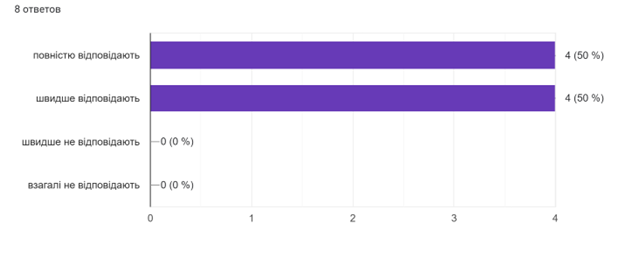 8 ответов
повністю відповідають
4 (50 %)
швидше відповідають
4 (50 %)
швидше не відповідають
0 (0 %)
взагалі не відповідають
0 (0 %)
0 1 2 3 4